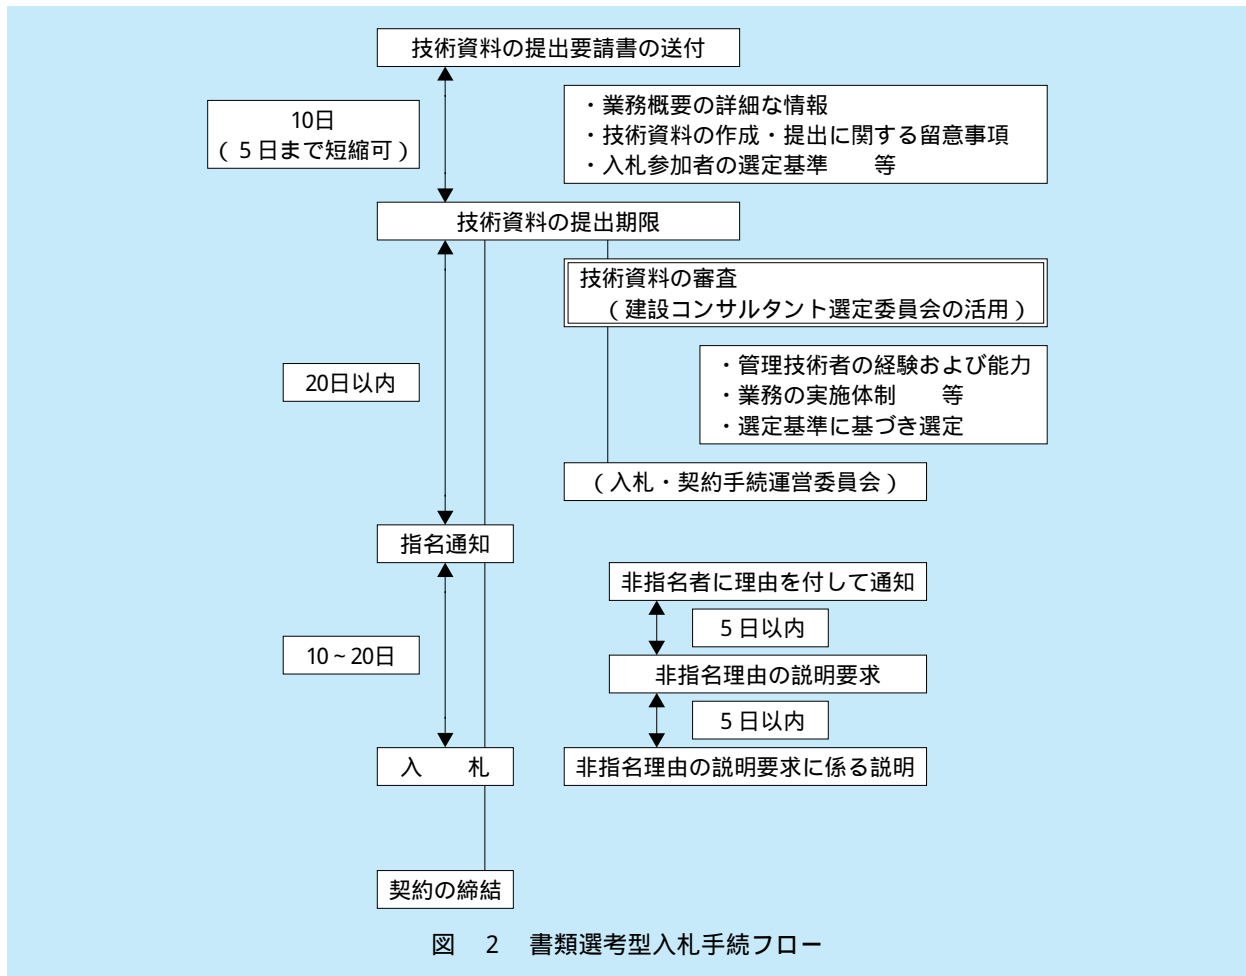 技術資料の提出要請書の送付
10日
(5日まで短縮可)
・業務概要の詳細な情報
・技術資料の作成・提出に関する留意事項
・入札参加者の選定基準　　等
技術資料の提出期限
技術資料の審査
(建設コンサルタント選定委員会の活用)
20日以内
・管理技術者の経験および能力
・業務の実施体制　　等
・選定基準に基づき選定
(入札・契約手続運営委員会)
指名通知
非指名者に理由を付して通知
5日以内
10~20日
非指名理由の説明要求
5日以内
入　　札
非指名理由の説明要求に係る説明
契約の締結
図　2　書類選考型入札手続フロー